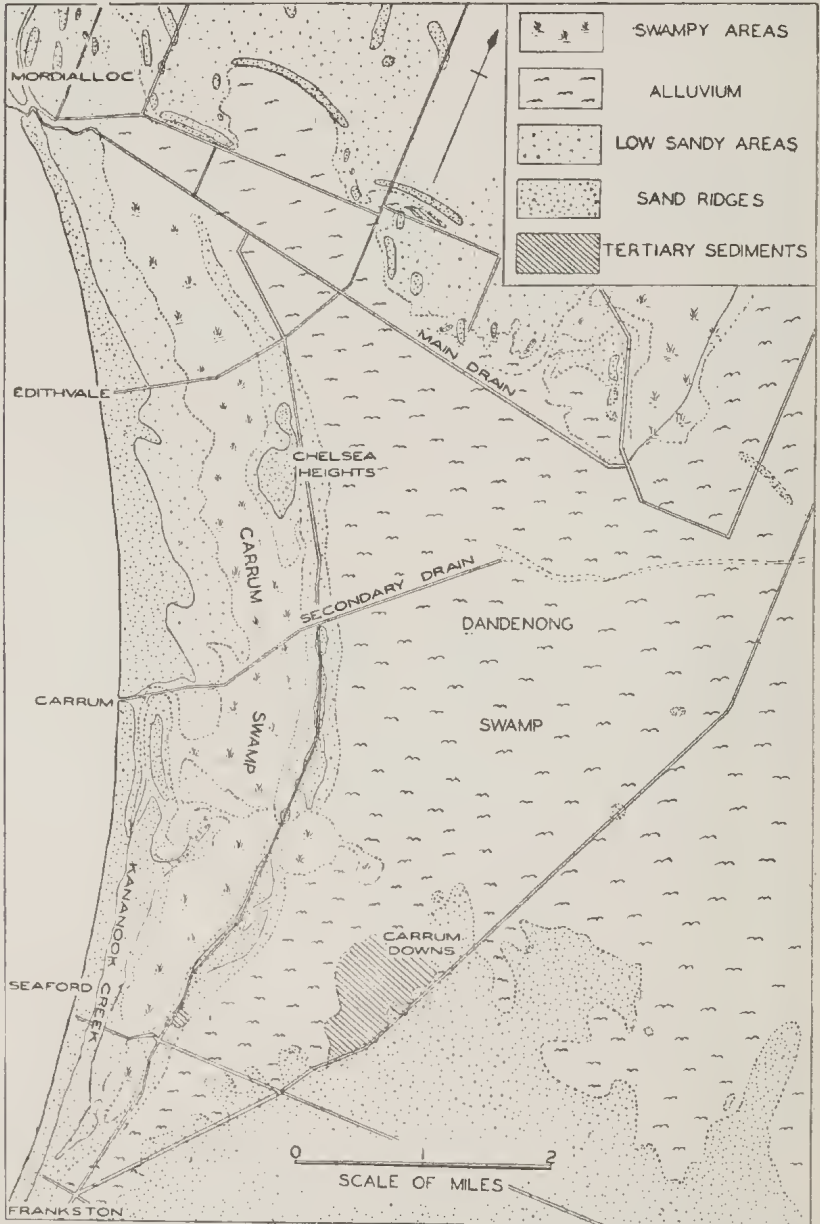 SWAMPY AREAS
ALLUVIUM
LOW SANDY AREAS
SAND RIDGES
TERTIARY SEDIMENTS
MORDIALLOC
MAIN DRAIN
EDITHVALE
CHELSEA
HEIGHTS
CARRUM
SWAMP
SECONDARY DRAIN
DANDENONG
SWAMP
CARRUM
KANANOOK CREEK
CARRUM
DOWNS
SEAFORD
0 1 2
SCALE OF MILES
FRANKSTON